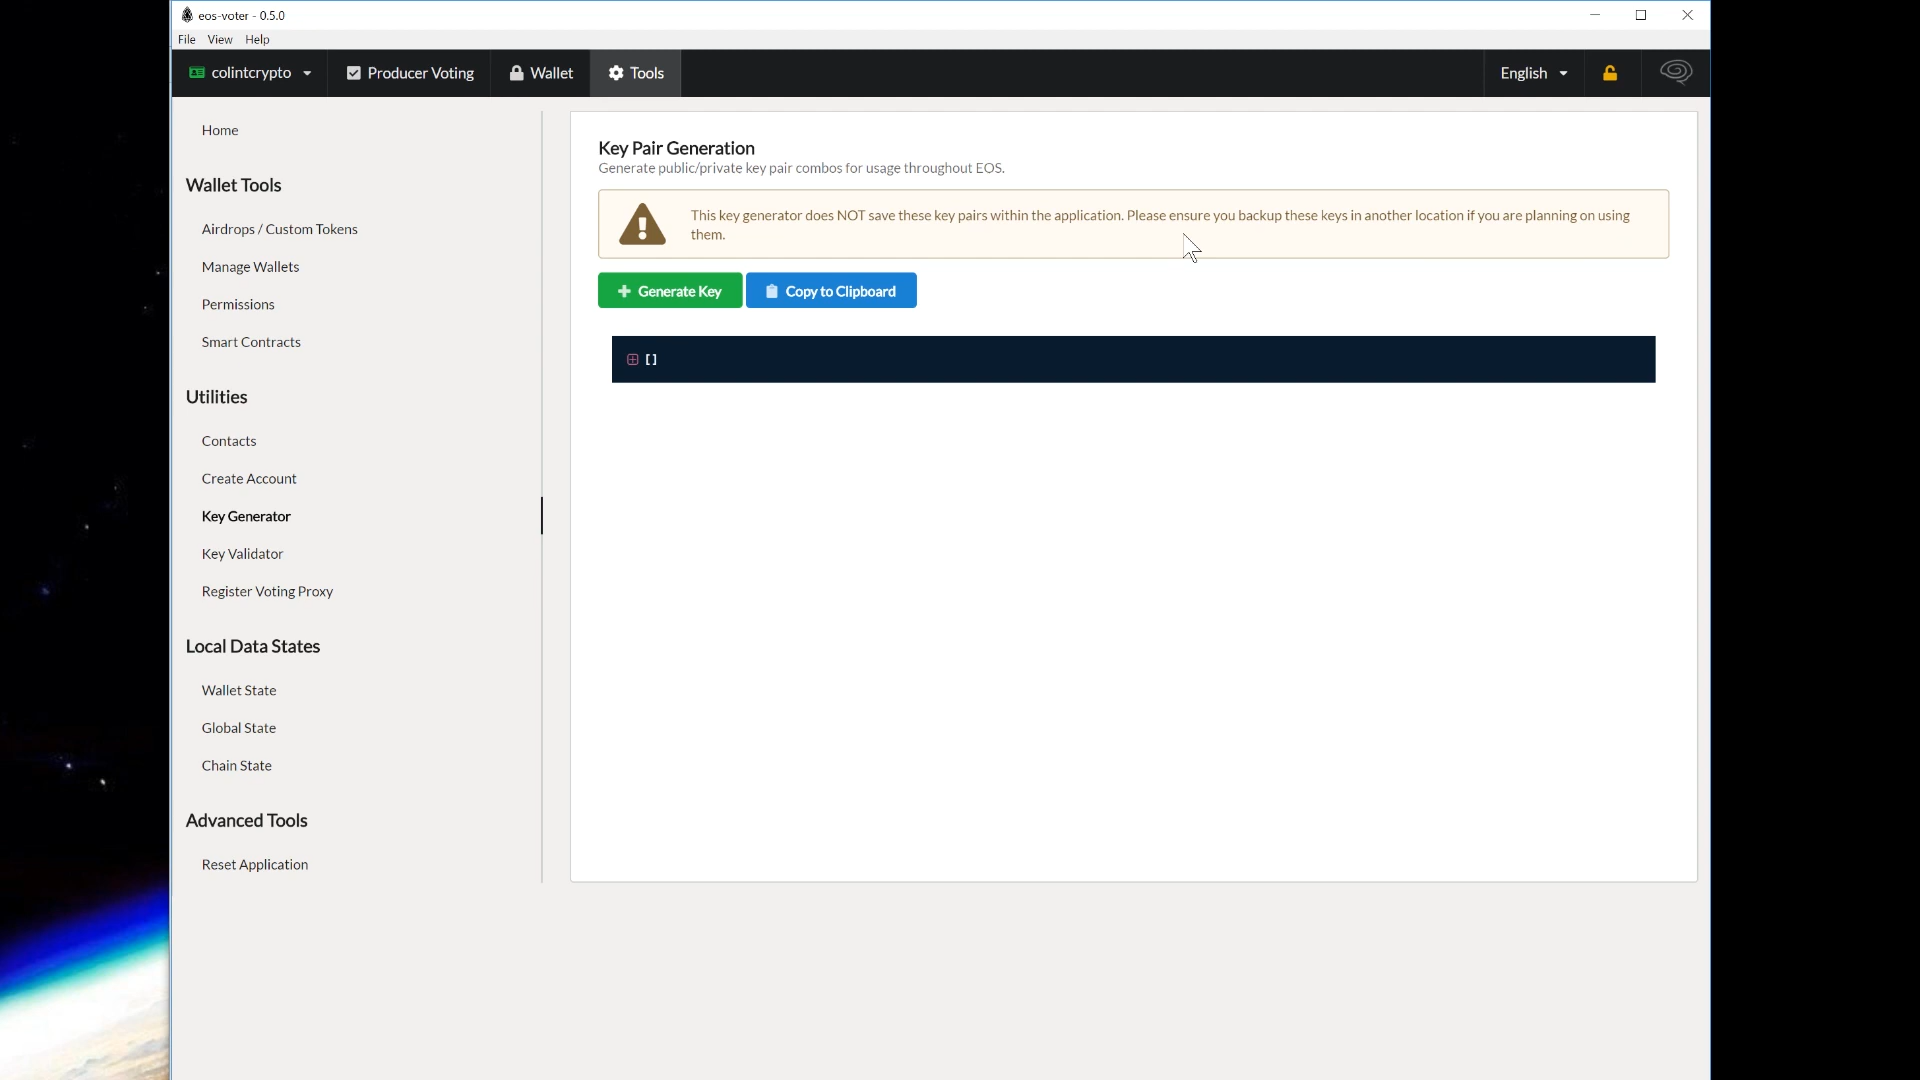 eos-voter - 0.5.0
File View Help
colintcrypto Producer Voting Wallet Tools English
Home
Wallet Tools
Airdrops / Custom Tokens
Manage Wallets
Permissions
Smart Contracts
Utilities
Contacts
Create Account
Key Generator
Key Validator
Register Voting Proxy
Local Data States
Wallet State
Global State
Chain State
Advanced Tools
Reset Application
Key Pair Generation
Generate public/private key pair combos for usage throughout EOS.
This key generator does NOT save these key pairs within the application. Please ensure you backup these keys in another location if you are planning on using
them.
Generate Key Copy to Clipboard
[]